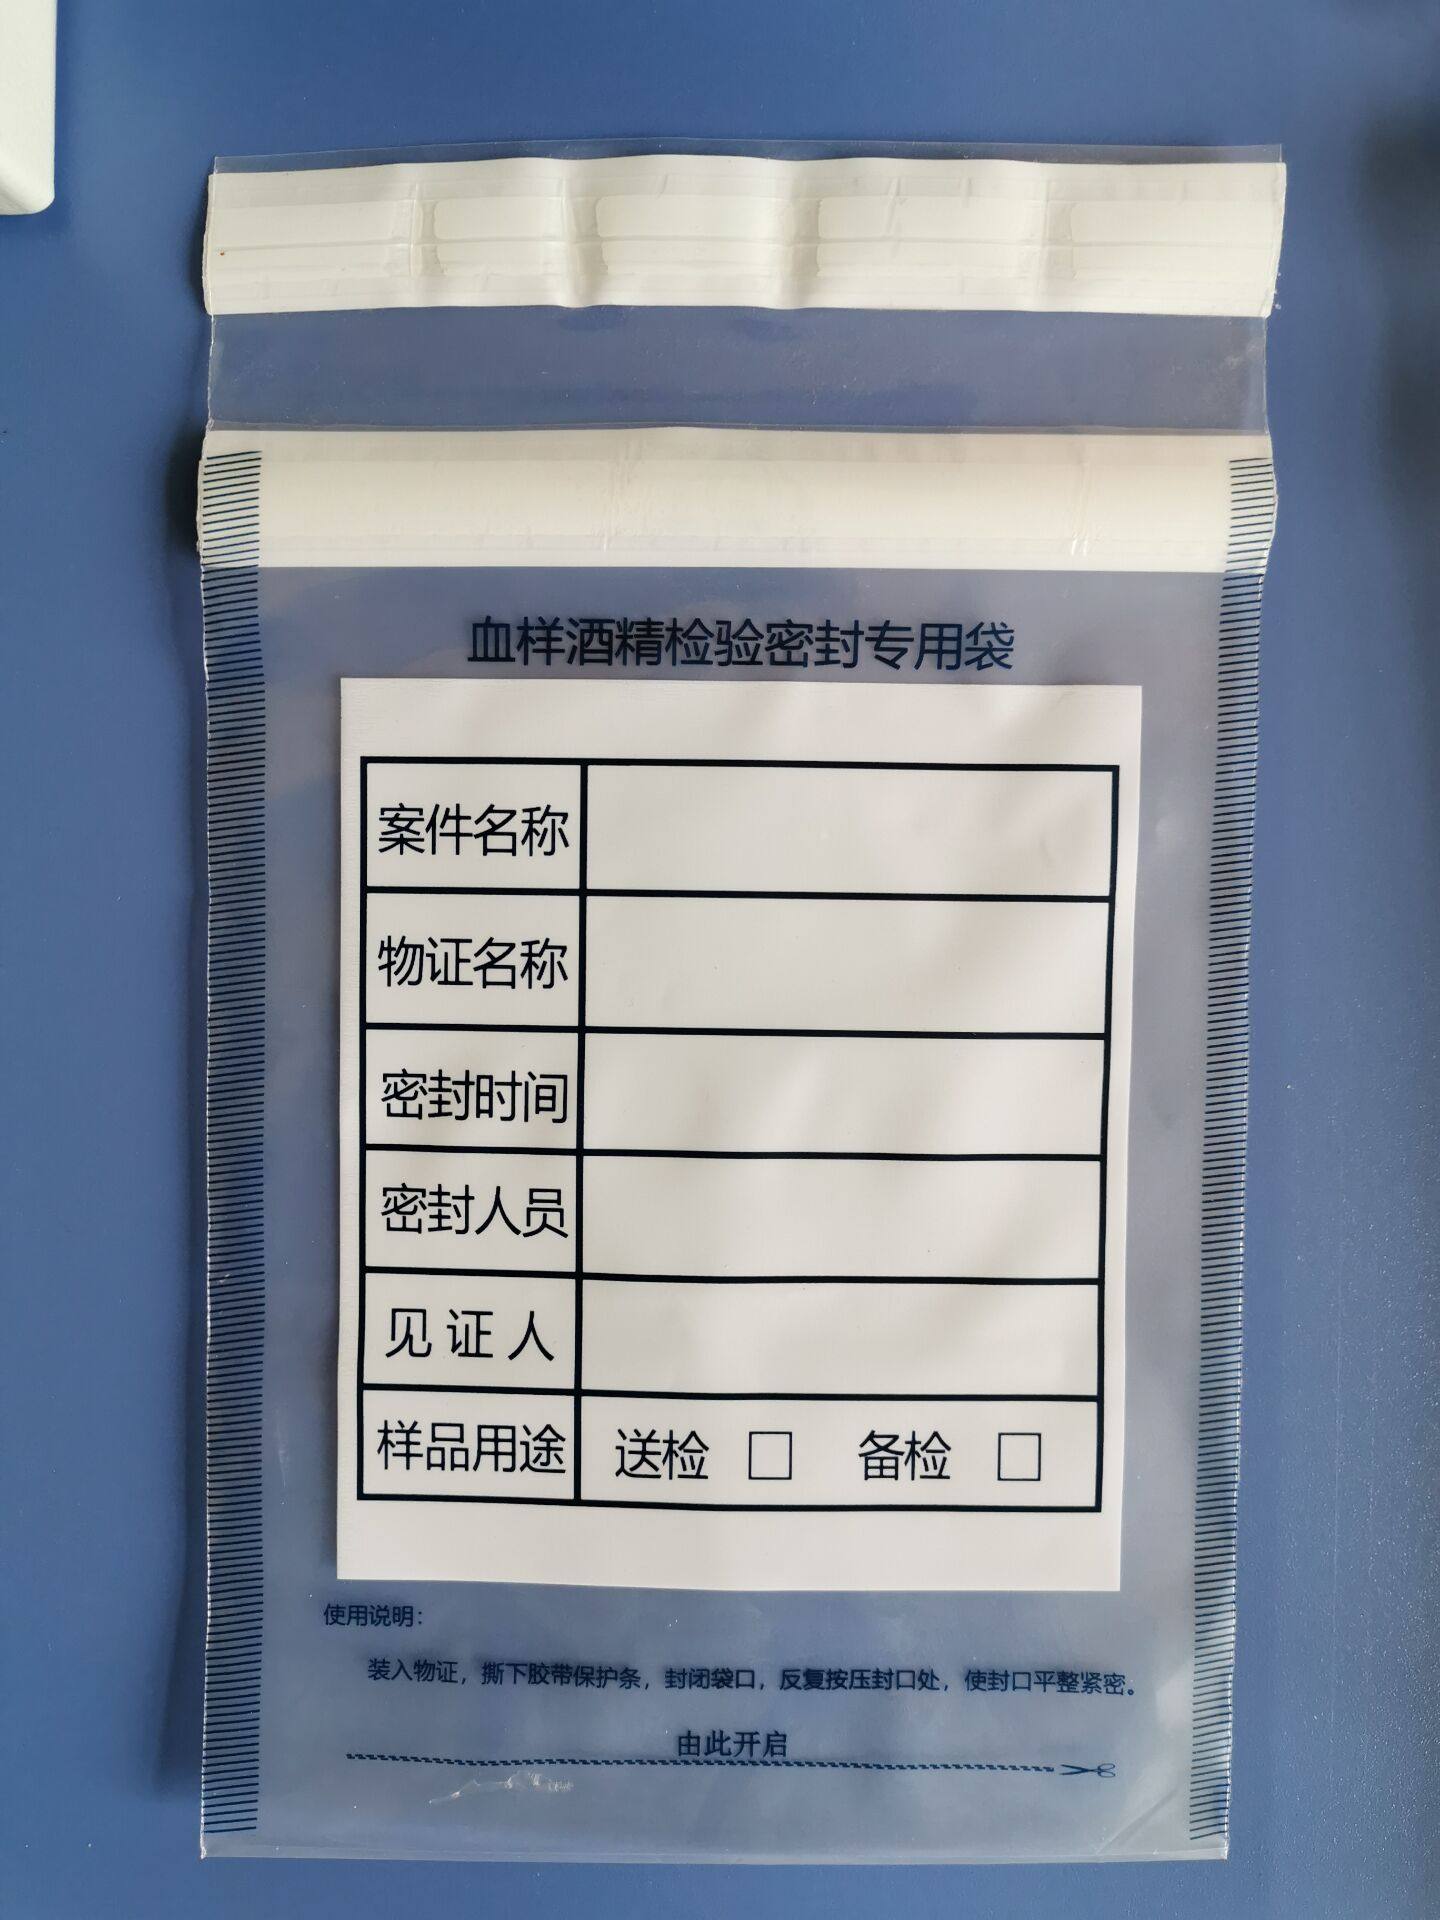 血样酒精检验密封专用袋
案件名称
物证名称
密封时间
密封人员
见证人
样品用途 送检 □ 备检 □
使用说明：
装入物证，撕下胶带保护条，封闭袋口，反复按压封口处，使封口平整紧密。
由此开启